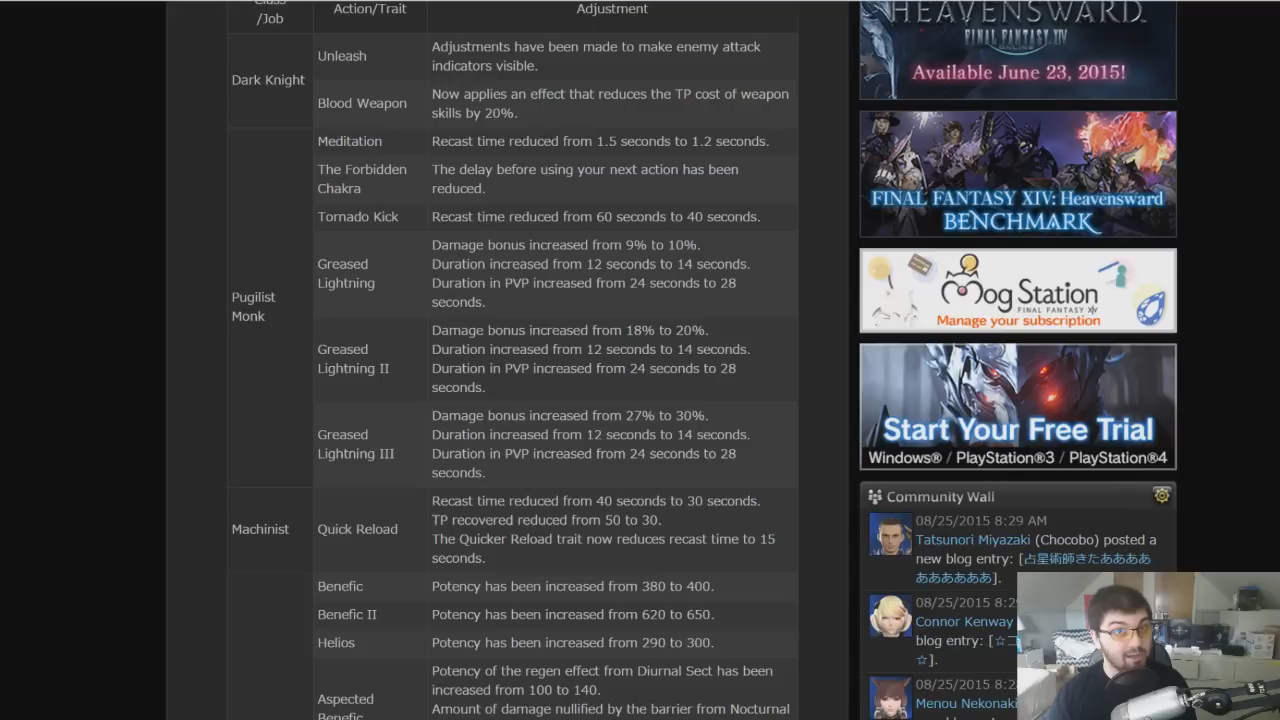 Class
/Job
Action/Trait
Adjustment
Dark Knight
Unleash
Adjustments have been made to make enemy attack
indicators visible.
Blood Weapon
Now applies an effect that reduces the TP cost of weapon
skills by 20%.
Pugilist
Monk
Meditation
Recast time reduced from 1.5 seconds to 1.2 seconds.
The Forbidden
Chakra
The delay before using your next action has been
reduced.
Tornado Kick
Recast time reduced from 60 seconds to 40 seconds.
Greased
Lightning
Damage bonus increased from 9% to 10%.
Duration increased from 12 seconds to 14 seconds.
Duration in PVP increased from 24 seconds to 28
seconds.
Greased
Lightning II
Damage bonus increased from 18% to 20%.
Duration increased from 12 seconds to 14 seconds.
Duration in PVP increased from 24 seconds to 28
seconds.
Greased
Lightning III
Damage bonus increased from 27% to 30%.
Duration increased from 12 seconds to 14 seconds.
Duration in PVP increased from 24 seconds to 28
seconds.
Machinist
Quick Reload
Recast time reduced from 40 seconds to 30 seconds.
TP recovered reduced from 50 to 30.
The Quicker Reload trait now reduces recast time to 15
seconds.
Benefic
Potency has been increased from 380 to 400.
Benefic II
Potency has been increased from 620 to 650.
Helios
Potency has been increased from 290 to 300.
Aspected
Benefic
Potency of the regen effect from Diurnal Sect has been
increased from 100 to 140.
Amount of damage nullified by the barrier from Nocturnal
HEAVENSWARD
FINAL FANTASY XIV
ONLINE
Available June 23, 2015!
FINAL FANTASY XIV: Heavensward
BENCHMARK
Mog Station
FINAL FANTASY XIV
Manage your subscription
Start Your Free Trial
Windows® / PlayStation®3 / PlayStation®4
Community Wall
08/25/2015 8:29 AM
Tatsunori Miyazaki (Chocobo) posted a
new blog entry: [占星術師きたああああ
ああああああ].
08/25/2015 8:2
Connor Kenway
blog entry: [☆
☆].
08/25/2015 8:2
Menou Nekonaki